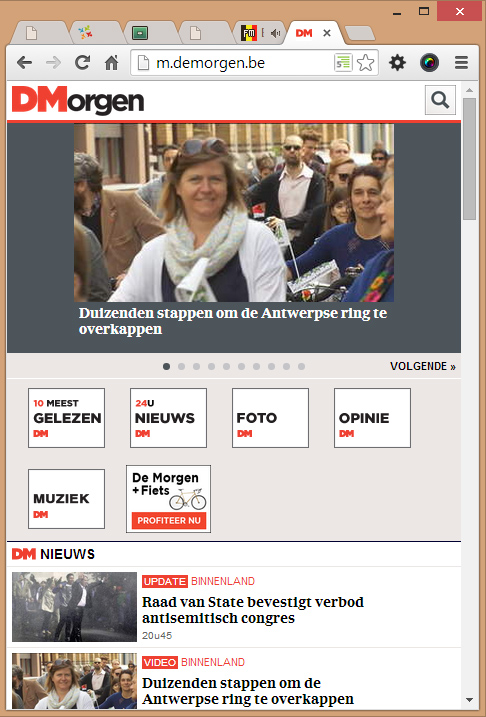 DM
m.demorgen.be
DMorgen
Duizenden stappen om de Antwerpse ring te
overkappen
VOLGENDE »
10 MEEST
GELEZEN
DM
24U
NIEUWS
DM
FOTO
DM
OPINIE
DM
MUZIEK
DM
De Morgen
+Fiets
PROFITEER NU
DM NIEUWS
UPDATE BINNENLAND
Raad van State bevestigt verbod
antisemitisch congres
20u45
VIDEO BINNENLAND
Duizenden stappen om de
Antwerpse ring te overkappen